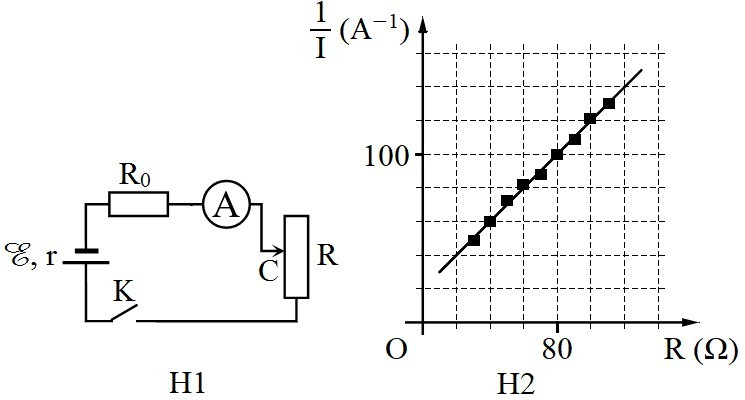 R₀
A
ℰ, r
C
R
K
H1
1/I (A⁻¹)
100
O
80
R (Ω)
H2